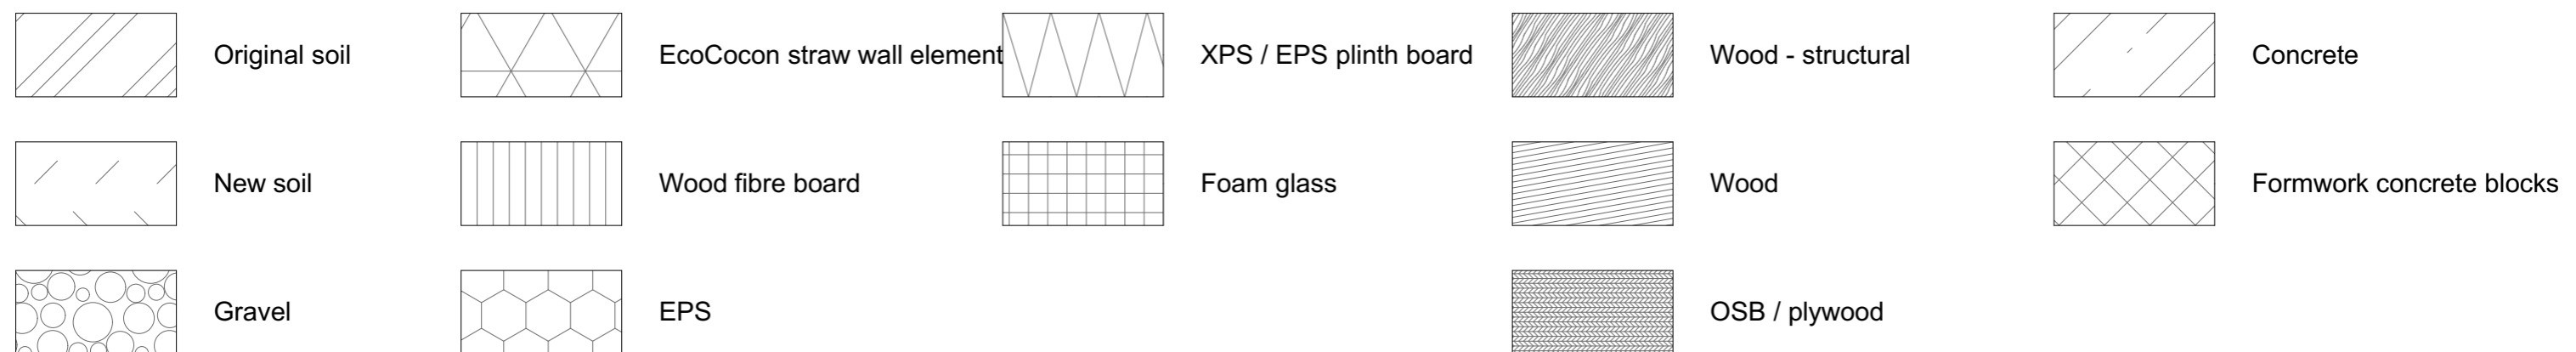 Original soil
EcoCocon straw wall element
XPS / EPS plinth board
Wood - structural
Concrete
New soil
Wood fibre board
Foam glass
Wood
Formwork concrete blocks
Gravel
EPS
OSB / plywood